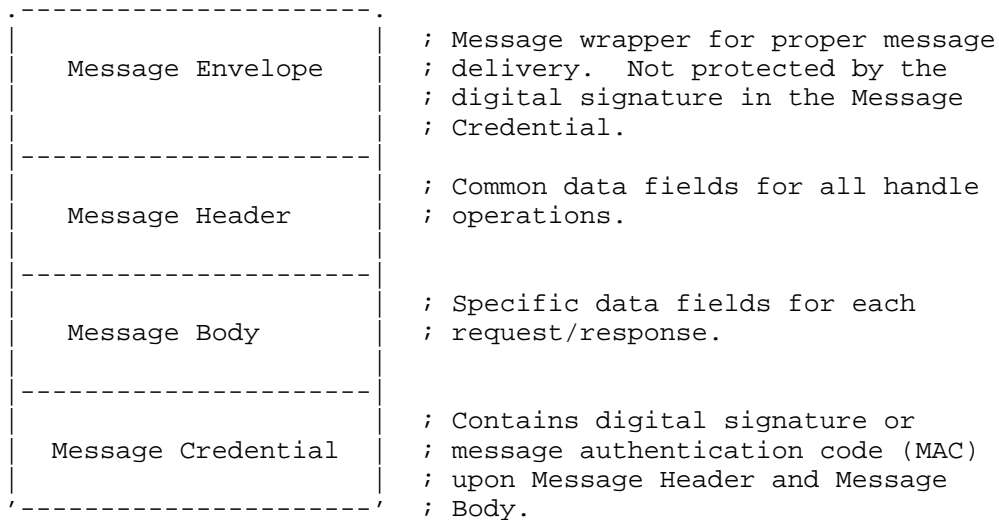 .----------------------.
|                      |  ; Message wrapper for proper message
|   Message Envelope   |  ; delivery.  Not protected by the
|                      |  ; digital signature in the Message
|                      |  ; Credential.
|----------------------|
|                      |  ; Common data fields for all handle
|   Message Header     |  ; operations.
|                      |
|----------------------|
|                      |  ; Specific data fields for each
|   Message Body       |  ; request/response.
|                      |
|----------------------|
|                      |  ; Contains digital signature or
|  Message Credential  |  ; message authentication code (MAC)
|                      |  ; upon Message Header and Message
'----------------------'  ; Body.